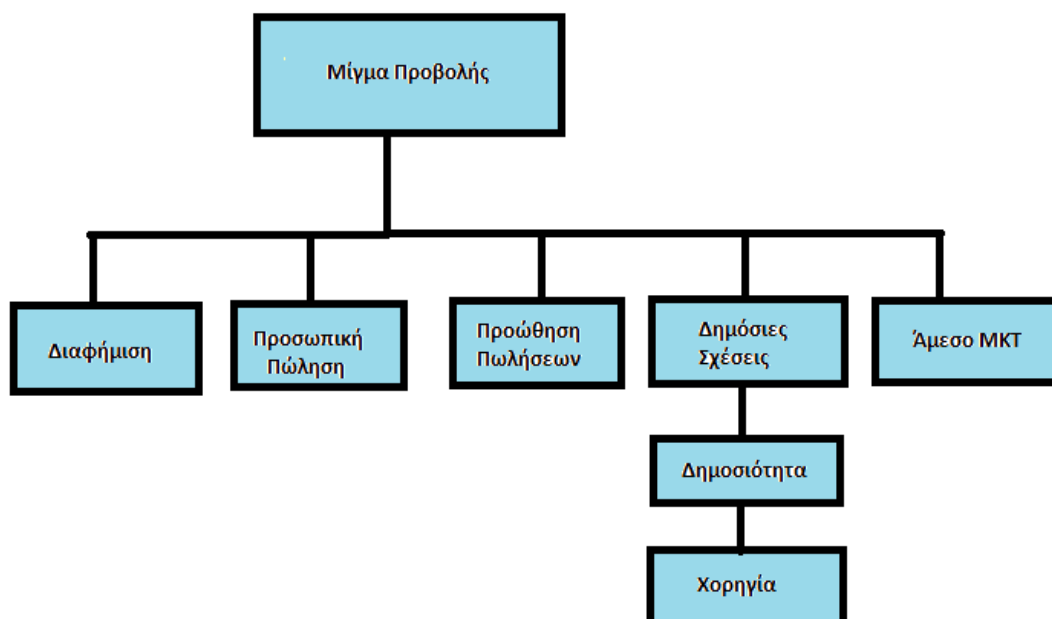 Μίγμα Προβολής
Διαφήμιση
Προσωπική
Πώληση
Προώθηση
Πωλήσεων
Δημόσιες
Σχέσεις
Άμεσο ΜΚΤ
Δημοσιότητα
Χορηγία